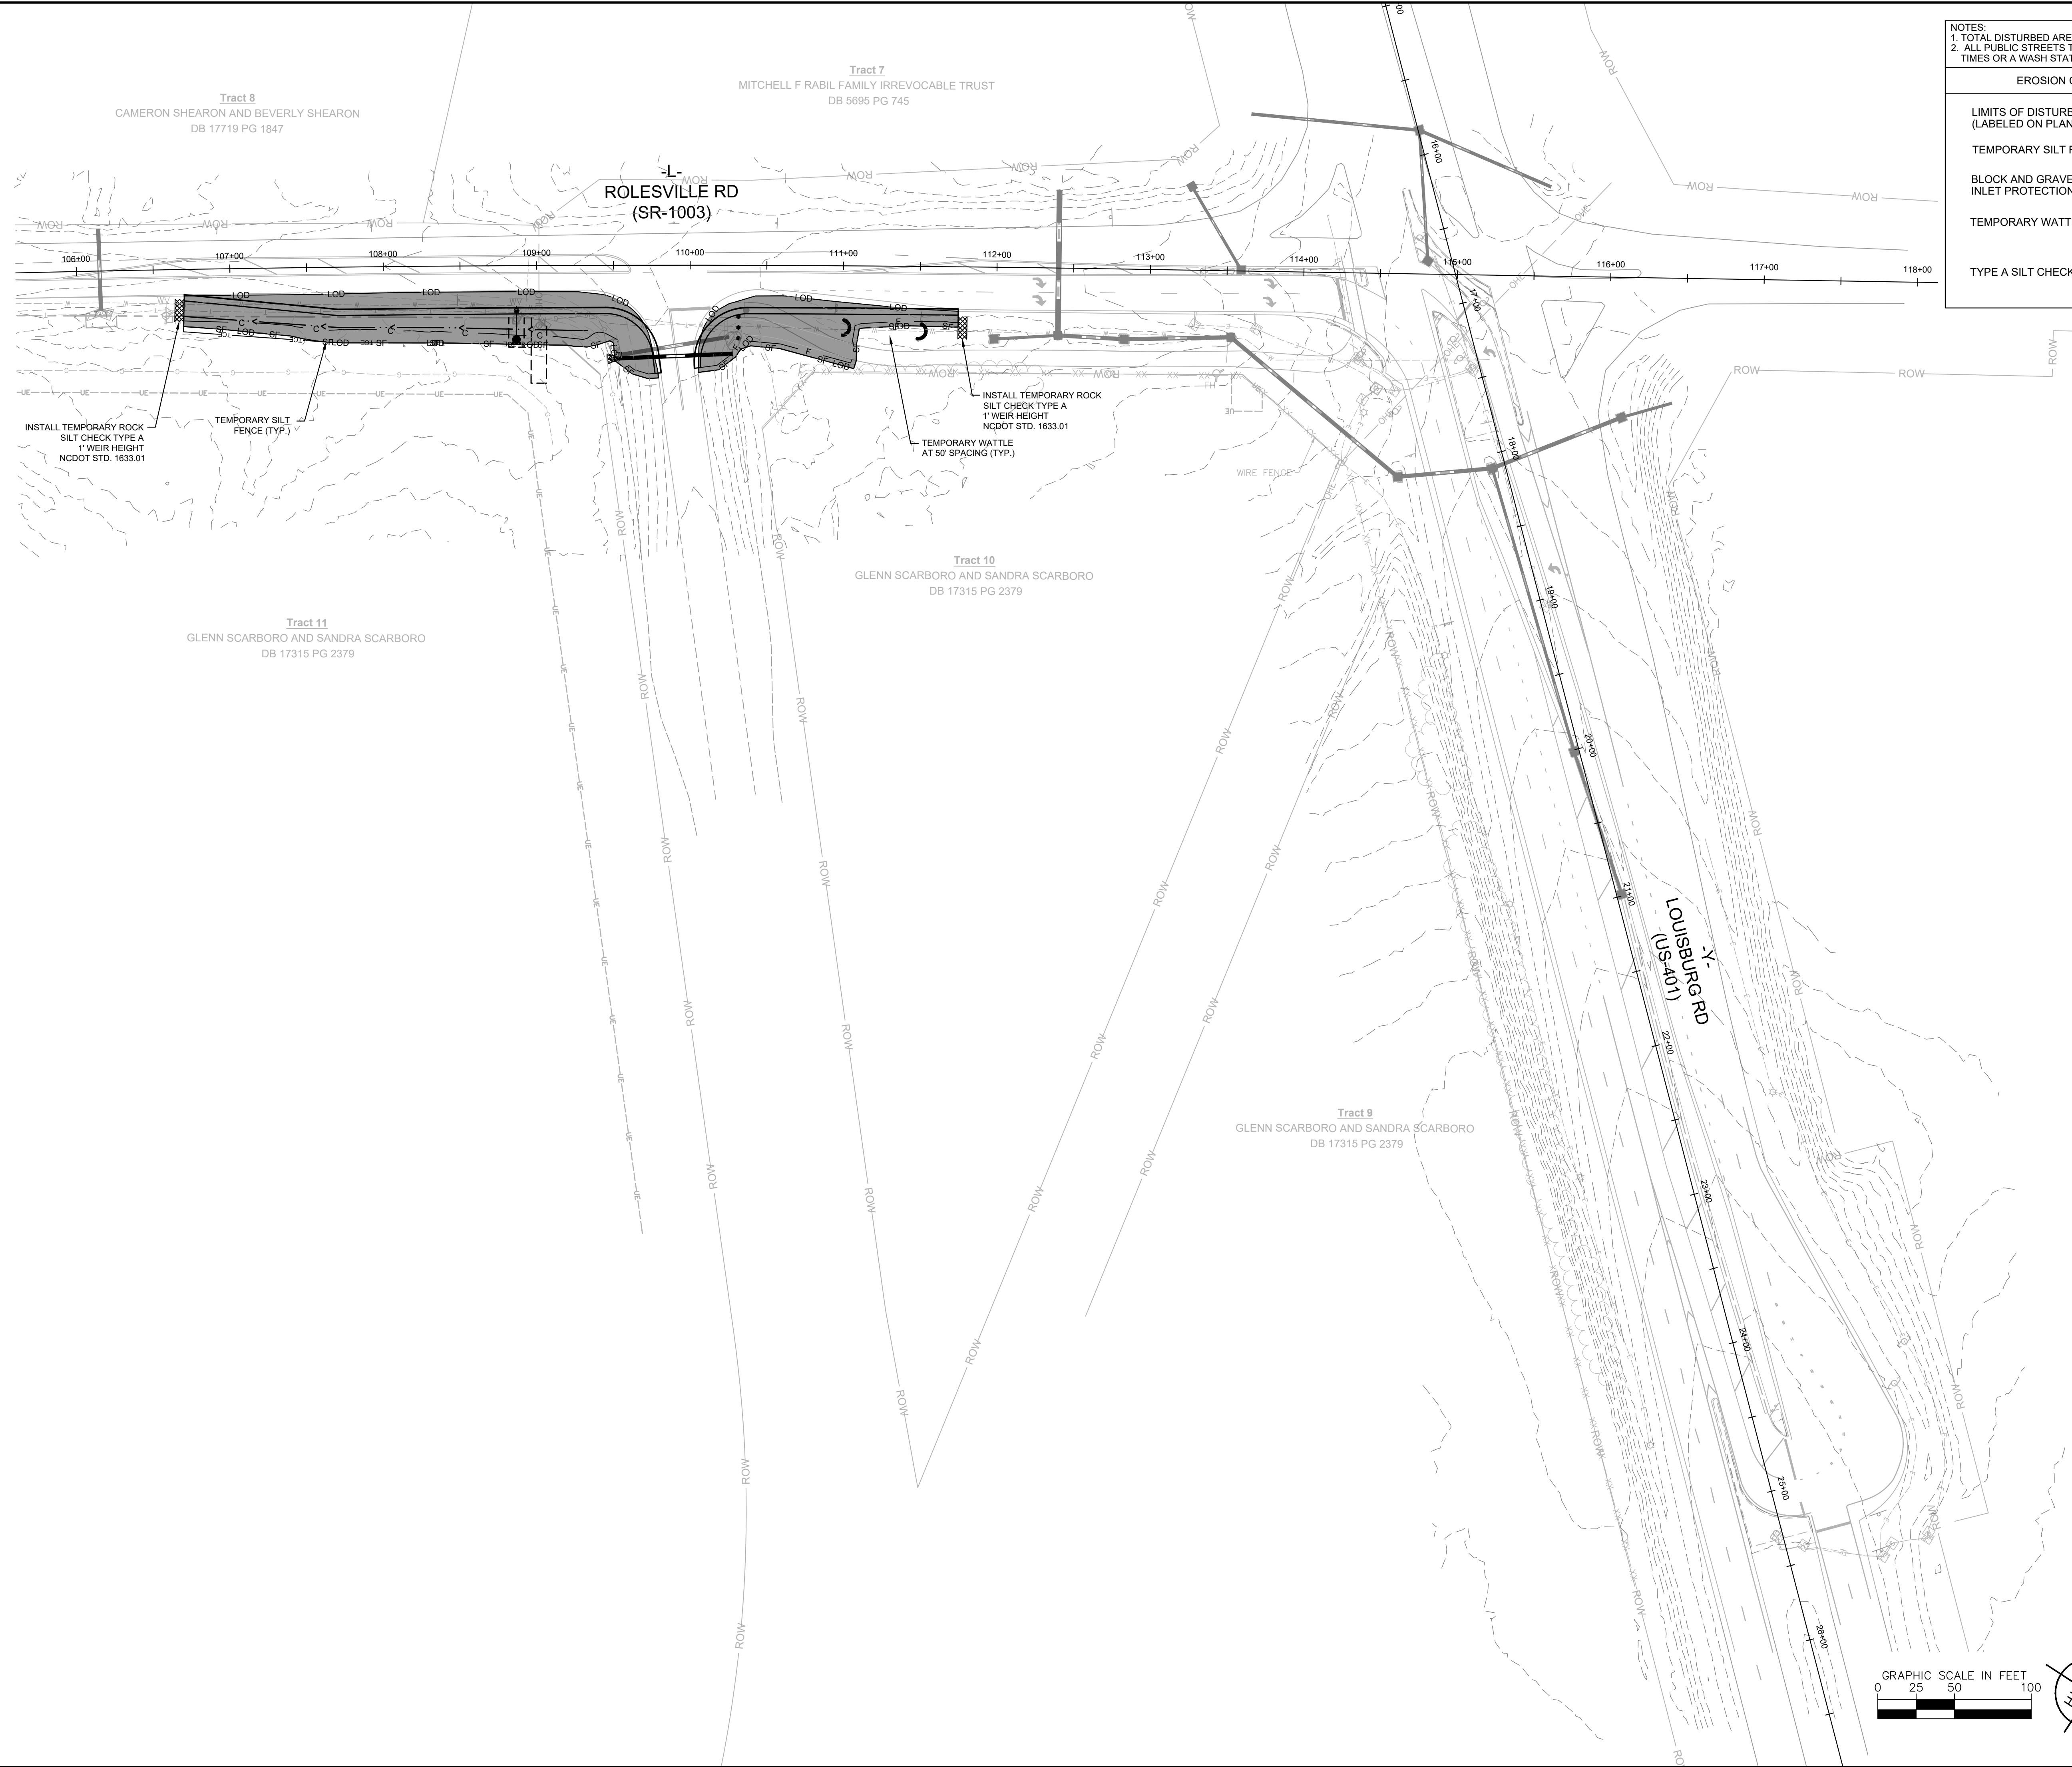 NOTES:
1. TOTAL DISTURBED ARE
2. ALL PUBLIC STREETS T
TIMES OR A WASH STAT
EROSION C
LIMITS OF DISTURB
(LABELED ON PLAN
TEMPORARY SILT F
BLOCK AND GRAVE
INLET PROTECTION
TEMPORARY WATT
TYPE A SILT CHECK
Tract 8
CAMERON SHEARON AND BEVERLY SHEARON
DB 17719 PG 1847
Tract 7
MITCHELL F RABIL FAMILY IRREVOCABLE TRUST
DB 5695 PG 745
-L-
ROLESVILLE RD
(SR-1003)
106+00
107+00
108+00
109+00
110+00
111+00
112+00
113+00
114+00
115+00
116+00
117+00
118+00
INSTALL TEMPORARY ROCK
SILT CHECK TYPE A
1' WEIR HEIGHT
NCDOT STD. 1633.01
TEMPORARY SILT
FENCE (TYP.)
INSTALL TEMPORARY ROCK
SILT CHECK TYPE A
1' WEIR HEIGHT
NCDOT STD. 1633.01
TEMPORARY WATTLE
AT 50' SPACING (TYP.)
WIRE FENCE
Tract 10
GLENN SCARBORO AND SANDRA SCARBORO
DB 17315 PG 2379
Tract 11
GLENN SCARBORO AND SANDRA SCARBORO
DB 17315 PG 2379
Tract 9
GLENN SCARBORO AND SANDRA SCARBORO
DB 17315 PG 2379
-Y-
LOUISBURG RD
(US-401)
16+00
17+00
18+00
19+00
20+00
21+00
22+00
23+00
24+00
25+00
26+00
ROW
LOD
SF
UE
GRAPHIC SCALE IN FEET
0 25 50 100